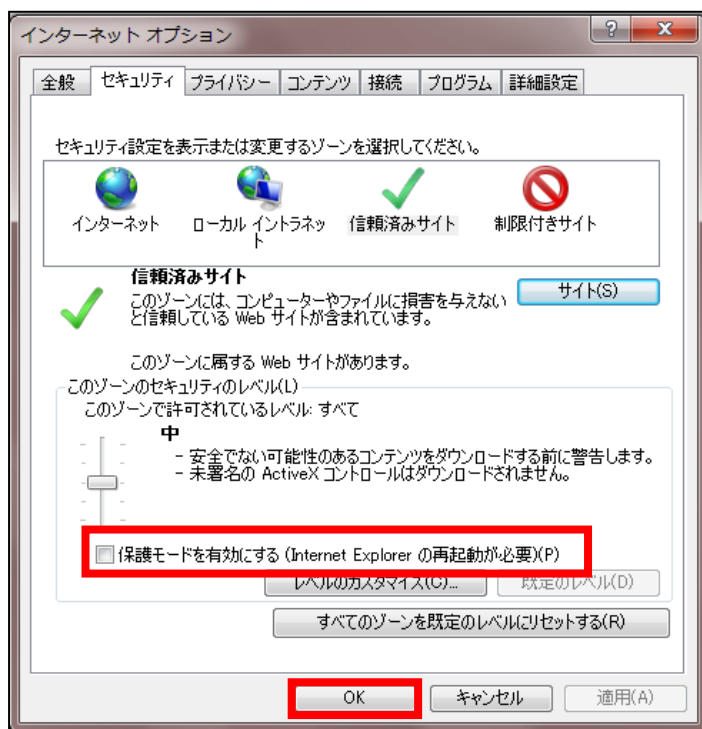 インターネット オプション
全般 セキュリティ プライバシー コンテンツ 接続 プログラム 詳細設定
セキュリティ設定を表示または変更するゾーンを選択してください。
インターネット ローカル イントラネッ 信頼済みサイト 制限付きサイト
ト
信頼済みサイト
サイト(S)
このゾーンには、コンピューターやファイルに損害を与えない
と信頼している Web サイトが含まれています。
このゾーンに属する Web サイトがあります。
このゾーンのセキュリティのレベル(L)
このゾーンで許可されているレベル: すべて
中
- 安全でない可能性のあるコンテンツをダウンロードする前に警告します。
- 未署名の ActiveX コントロールはダウンロードされません。
保護モードを有効にする (Internet Explorer の再起動が必要)(P)
レベルのカスタマイズ(C)... 既定のレベル(D)
すべてのゾーンを既定のレベルにリセットする(R)
OK キャンセル 適用(A)